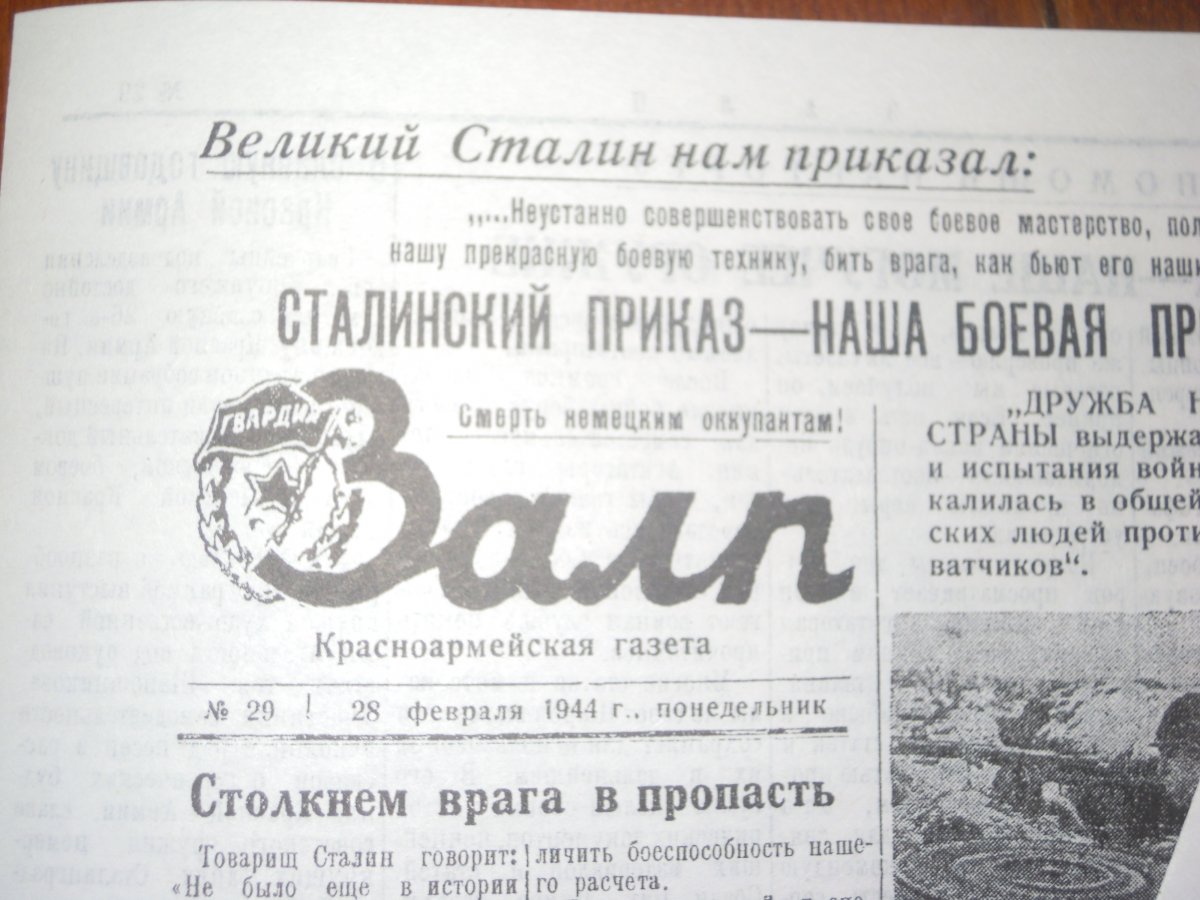 Великий Сталин нам приказал:
„...Неустанно совершенствовать свое боевое мастерство, пол
нашу прекрасную боевую технику, бить врага, как бьют его наши
СТАЛИНСКИЙ ПРИКАЗ - НАША БОЕВАЯ ПР
ГВАРДИЯ
Смерть немецким оккупантам!
Залп
Красноармейская газета
№ 29 28 февраля 1944 г., понедельник
„ДРУЖБА Н
СТРАНЫ выдержа
и испытания войн
калилась в общей
ских людей проти
ватчиков“.
Столкнем врага в пропасть
Товарищ Сталин говорит:
«Не было еще в истории
личить боеспособность наше-
го расчета.